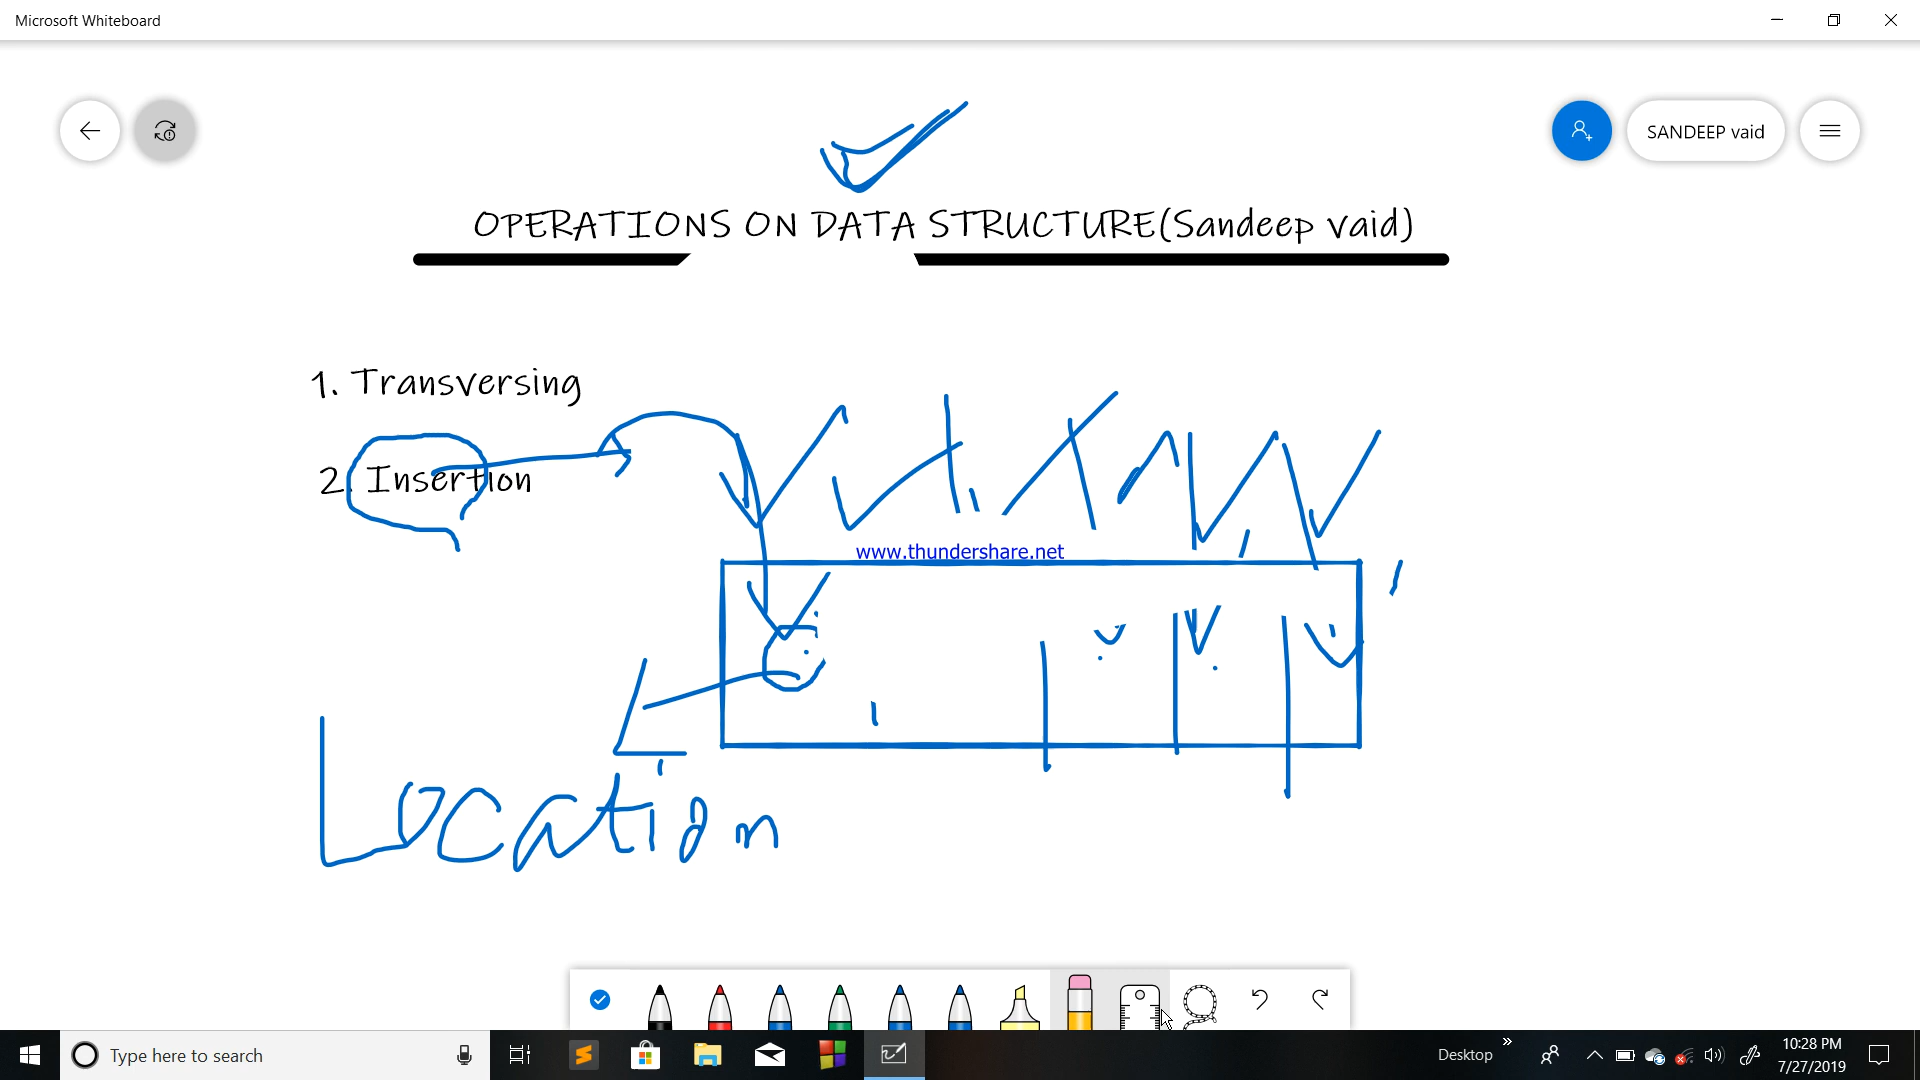 Microsoft Whiteboard
SANDEEP vaid
OPERATIONS ON DATA STRUCTURE(Sandeep vaid)
1. Transversing
2. Insertion
www.thundershare.net
Location
Type here to search
Desktop
10:28 PM
7/27/2019